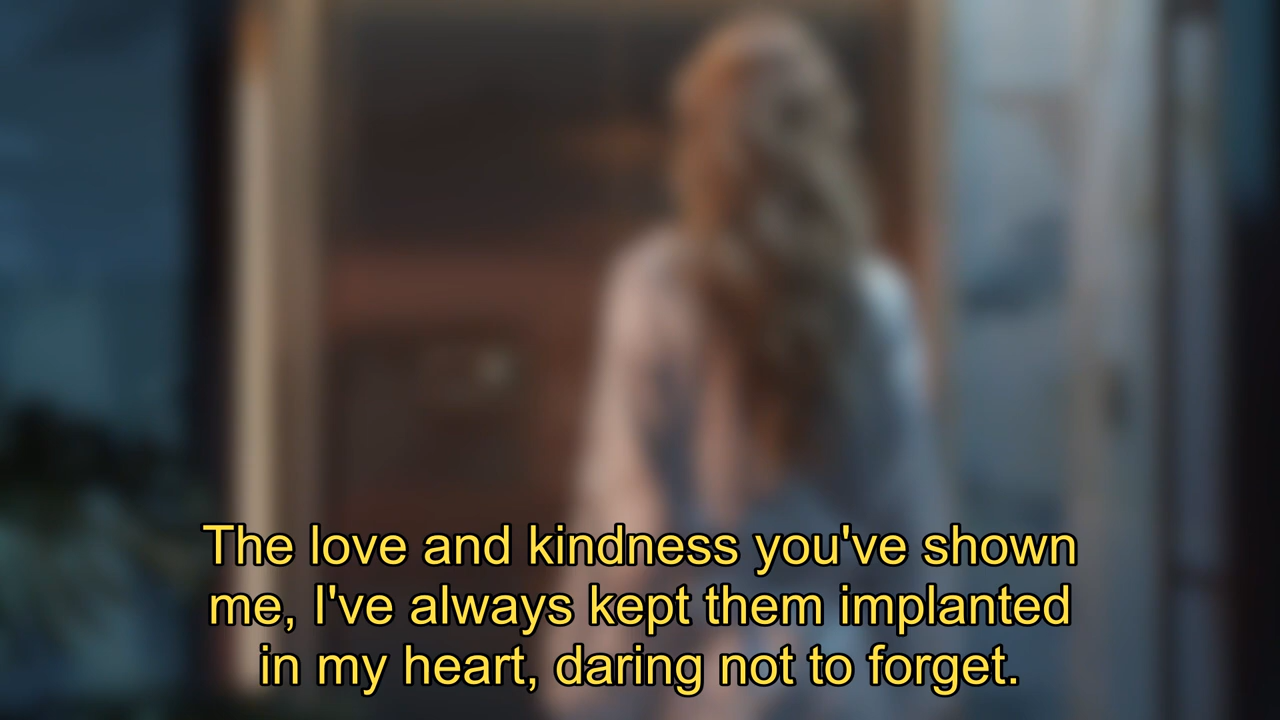 The love and kindness you've shown
me, I've always kept them implanted
in my heart, daring not to forget.